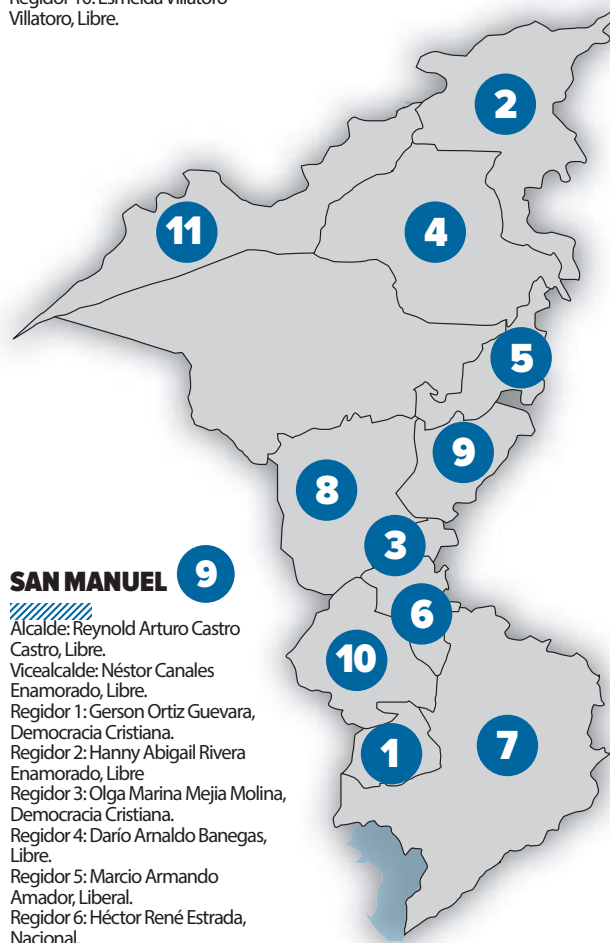 Villatoro, Libre.
2
11
4
5
9
8
3
SAN MANUEL 9
6
10
1
7
Alcalde: Reynold Arturo Castro
Castro, Libre.
Vicealcalde: Néstor Canales
Enamorado, Libre.
Regidor 1: Gerson Ortiz Guevara,
Democracia Cristiana.
Regidor 2: Hanny Abigail Rivera
Enamorado, Libre
Regidor 3: Olga Marina Mejia Molina,
Democracia Cristiana.
Regidor 4: Darío Arnaldo Banegas,
Libre.
Regidor 5: Marcio Armando
Amador, Liberal.
Regidor 6: Héctor René Estrada,
Nacional.